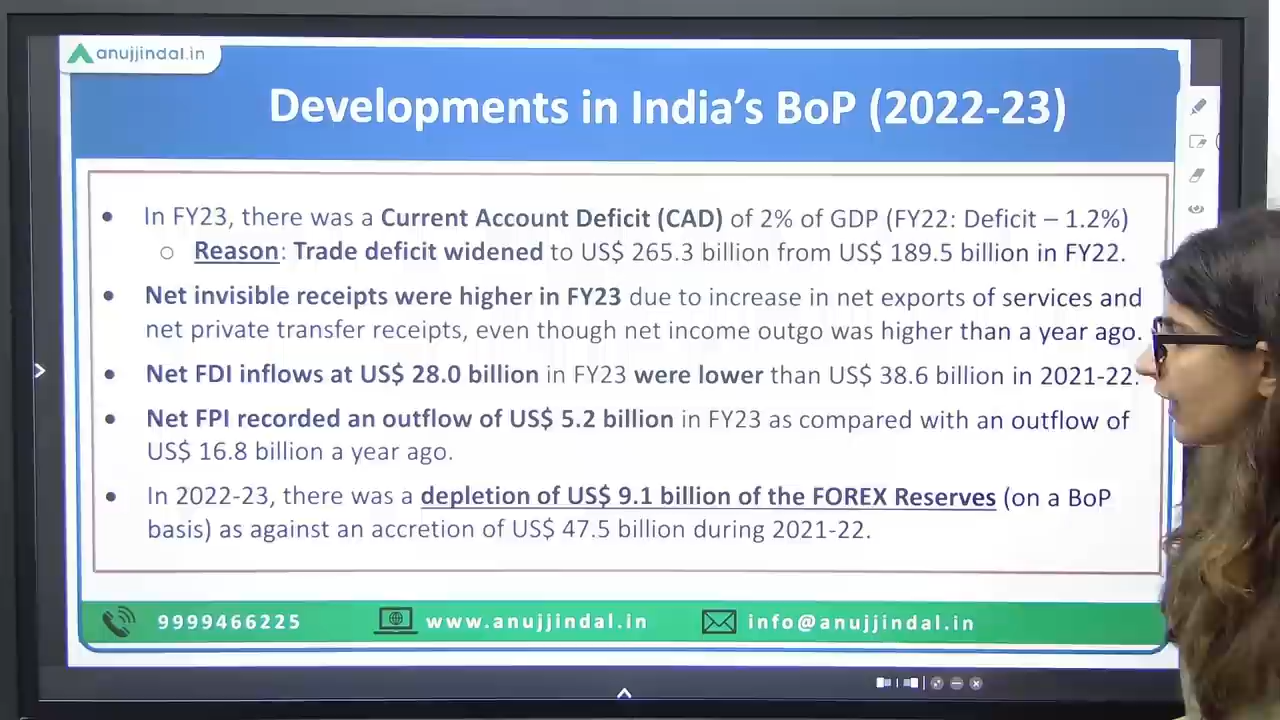 anujjindal.in
Developments in India's BoP (2022-23)
• In FY23, there was a Current Account Deficit (CAD) of 2% of GDP (FY22: Deficit – 1.2%)
○ Reason: Trade deficit widened to US$ 265.3 billion from US$ 189.5 billion in FY22.
• Net invisible receipts were higher in FY23 due to increase in net exports of services and
net private transfer receipts, even though net income outgo was higher than a year ago.
• Net FDI inflows at US$ 28.0 billion in FY23 were lower than US$ 38.6 billion in 2021-22.
• Net FPI recorded an outflow of US$ 5.2 billion in FY23 as compared with an outflow of
US$ 16.8 billion a year ago.
• In 2022-23, there was a depletion of US$ 9.1 billion of the FOREX Reserves (on a BoP
basis) as against an accretion of US$ 47.5 billion during 2021-22.
9999466225 www.anujjindal.in info@anujjindal.in